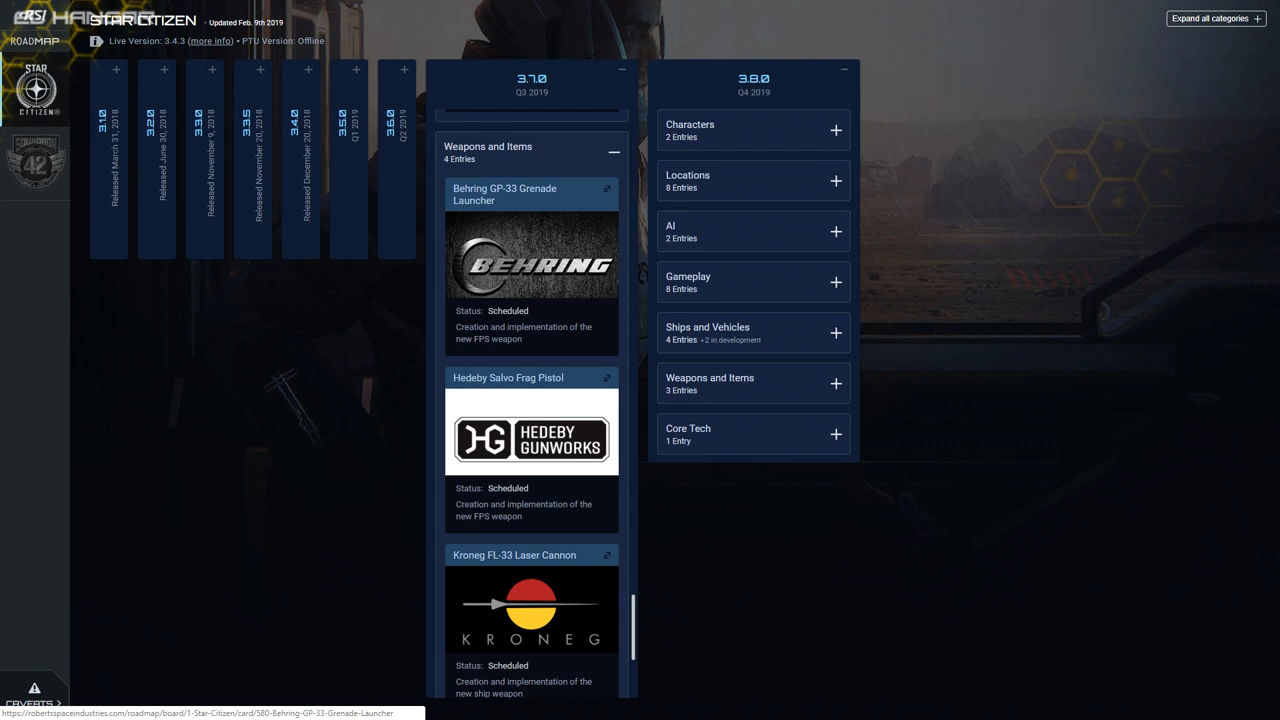 RSI HANGAR
STAR CITIZEN • Updated Feb. 9th 2019
Expand all categories +
ROADMAP
Live Version: 3.4.3 (more info) • PTU Version: Offline
STAR
CITIZEN®
SQUADRON
42
3.1.0
Released March 31, 2018
3.2.0
Released June 30, 2018
3.3.0
Released November 9, 2018
3.3.5
Released November 20, 2018
3.4.0
Released December 20, 2018
3.5.0
Q1 2019
3.6.0
Q2 2019
3.7.0
Q3 2019
Weapons and Items
4 Entries
Behring GP-33 Grenade
Launcher
BEHRING
Status: Scheduled
Creation and implementation of the
new FPS weapon
Hedeby Salvo Frag Pistol
HG HEDEBY
GUNWORKS
Status: Scheduled
Creation and implementation of the
new FPS weapon
Kroneg FL-33 Laser Cannon
KRONEG
Status: Scheduled
Creation and implementation of the
new ship weapon
3.8.0
Q4 2019
Characters
2 Entries
Locations
8 Entries
AI
2 Entries
Gameplay
8 Entries
Ships and Vehicles
4 Entries • 2 in development
Weapons and Items
3 Entries
Core Tech
1 Entry
CAVEATS
https://robertsspaceindustries.com/roadmap/board/1-Star-Citizen/card/580-Behring-GP-33-Grenade-Launcher